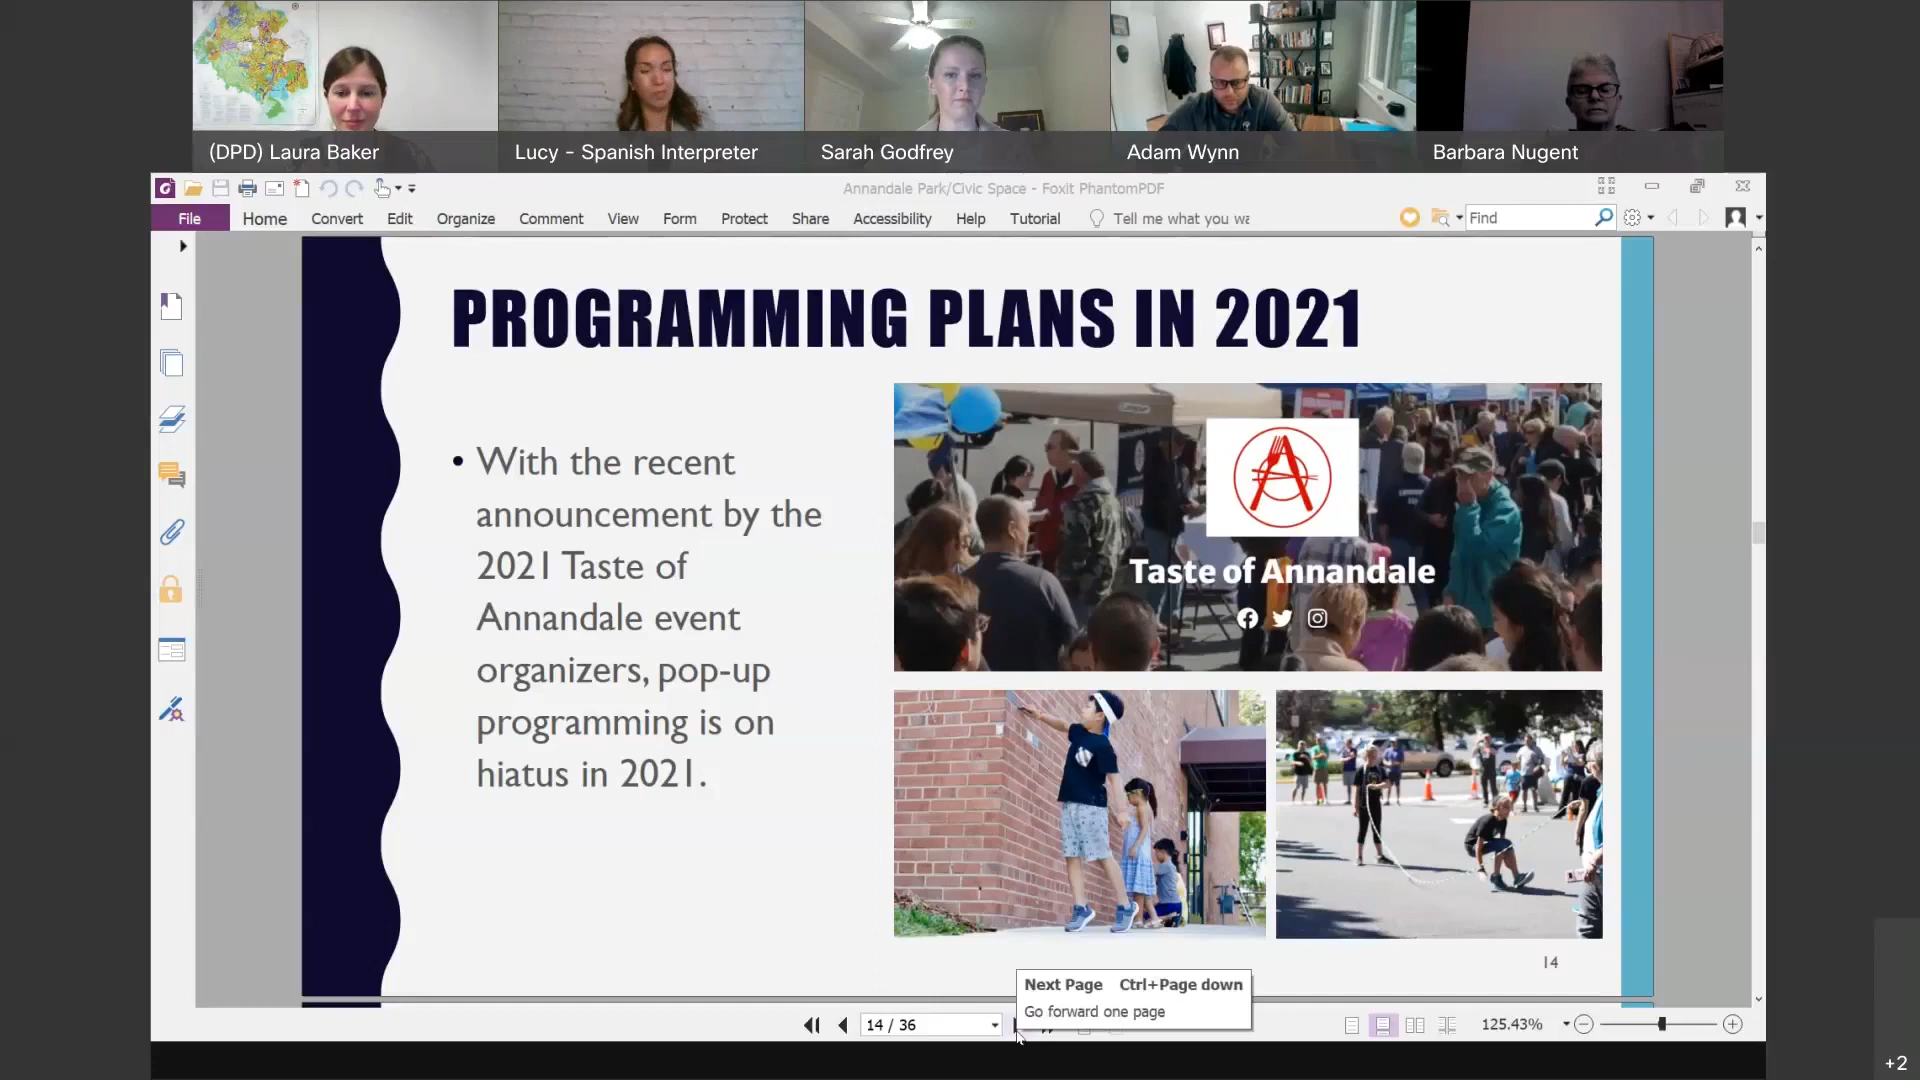 (DPD) Laura Baker
Lucy - Spanish Interpreter
Sarah Godfrey
Adam Wynn
Barbara Nugent
Annandale Park/Civic Space - Foxit PhantomPDF
File Home Convert Edit Organize Comment View Form Protect Share Accessibility Help Tutorial Tell me what you wa Find
PROGRAMMING PLANS IN 2021
• With the recent
announcement by the
2021 Taste of
Annandale event
organizers, pop-up
programming is on
hiatus in 2021.
Taste of Annandale
14
Next Page Ctrl+Page down
Go forward one page
14 / 36
125.43%
+2